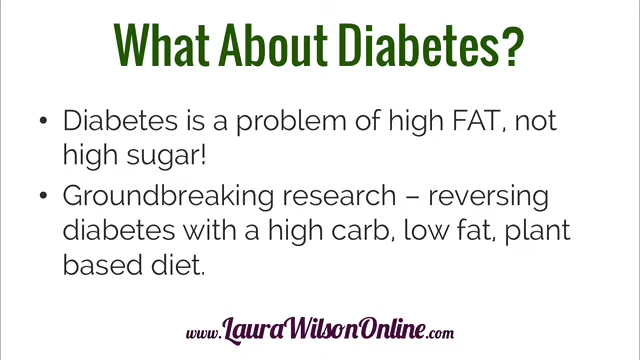 What About Diabetes?
• Diabetes is a problem of high FAT, not
high sugar!
• Groundbreaking research – reversing
diabetes with a high carb, low fat, plant
based diet.
www.LauraWilsonOnline.com